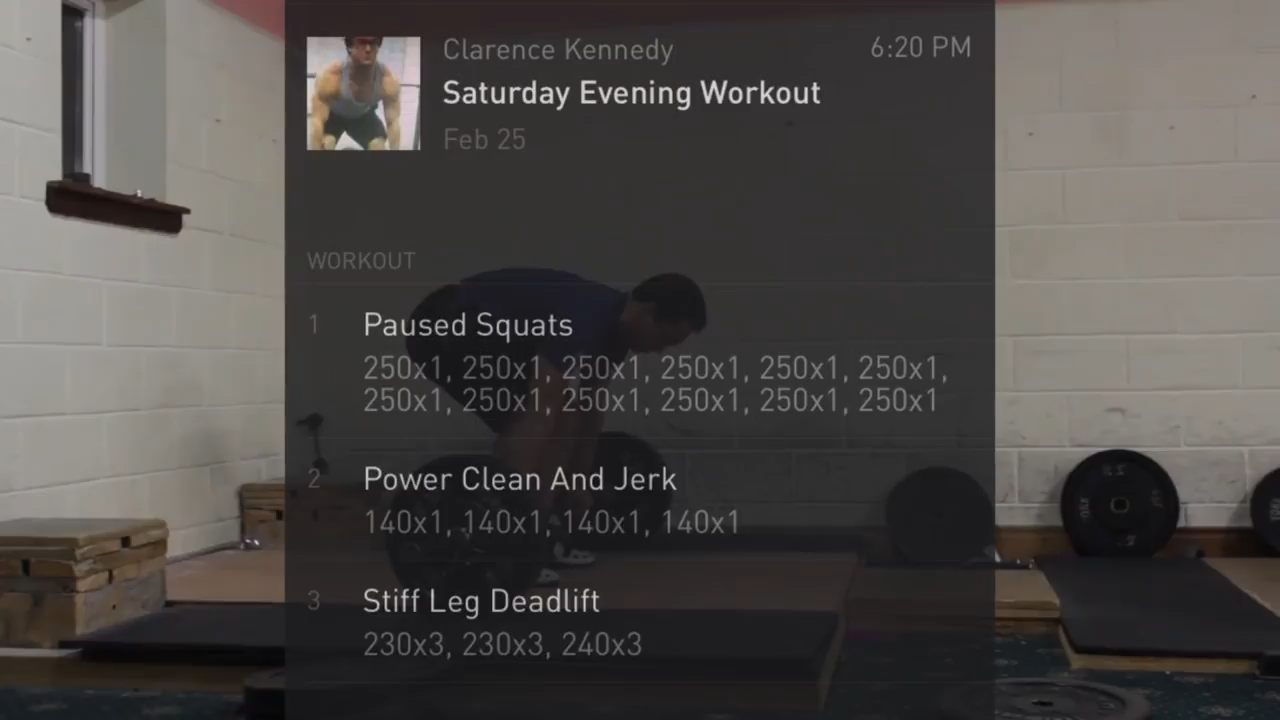 Clarence Kennedy
6:20 PM
Saturday Evening Workout
Feb 25
WORKOUT
1
Paused Squats
250x1, 250x1, 250x1, 250x1, 250x1, 250x1,
250x1, 250x1, 250x1, 250x1, 250x1, 250x1
2
Power Clean And Jerk
140x1, 140x1, 140x1, 140x1
3
Stiff Leg Deadlift
230x3, 230x3, 240x3